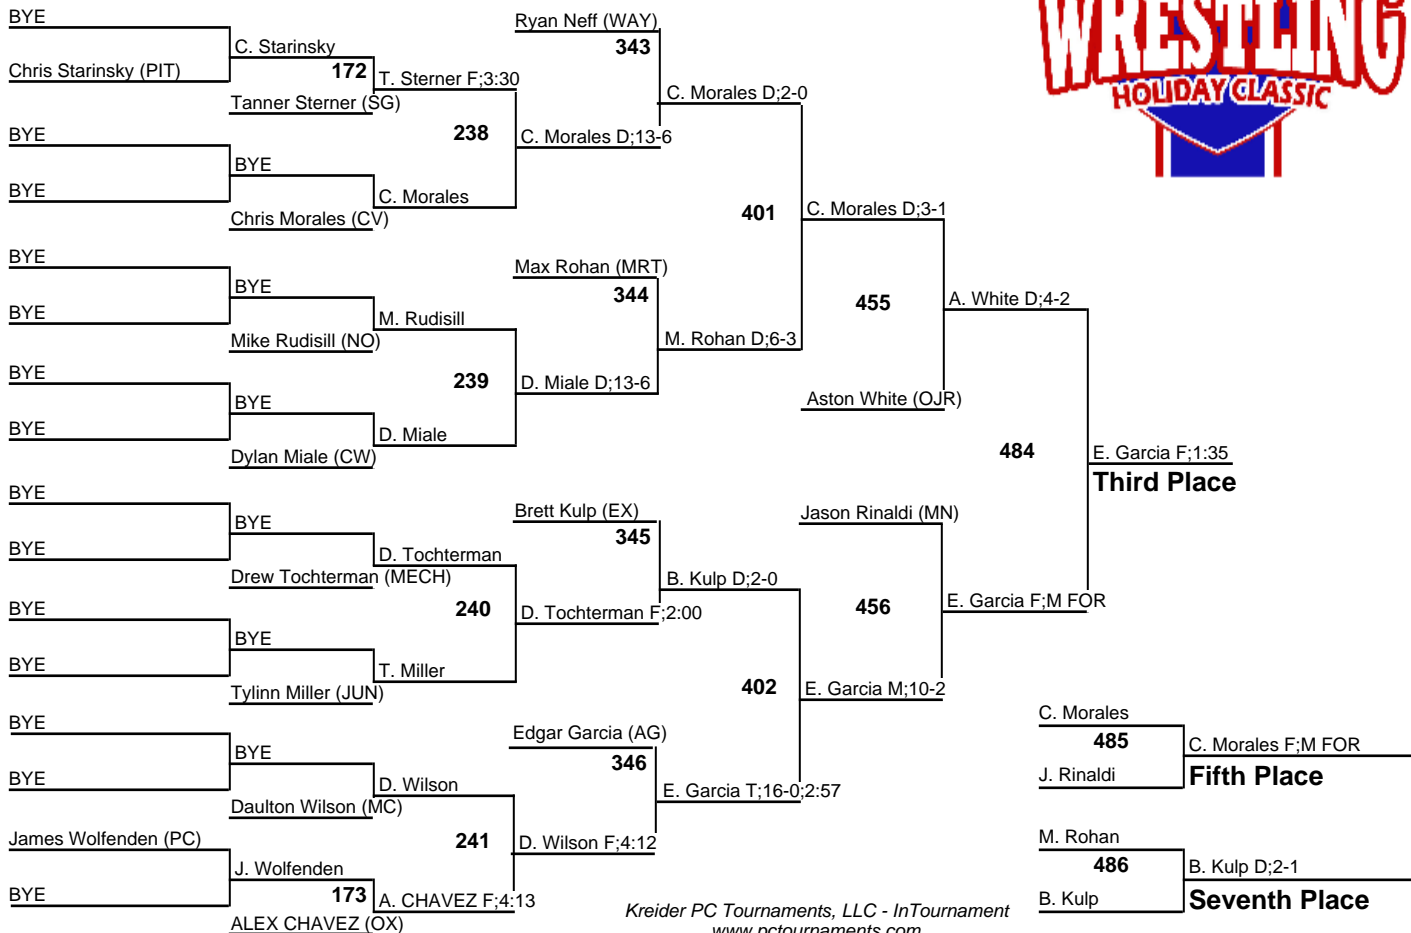 BYE
Ryan Neff (WAY)
WRESTLING
HOLIDAY CLASSIC
C. Starinsky
343
Chris Starinsky (PIT)
172
T. Sterner F;3:30
C. Morales D;2-0
Tanner Sterner (SG)
BYE
238
C. Morales D;13-6
BYE
BYE
C. Morales
Chris Morales (CV)
401
C. Morales D;3-1
BYE
Max Rohan (MRT)
BYE
344
455
A. White D;4-2
BYE
M. Rudisill
Mike Rudisill (NO)
M. Rohan D;6-3
BYE
239
D. Miale D;13-6
BYE
Aston White (OJR)
BYE
D. Miale
Dylan Miale (CW)
484
E. Garcia F;1:35
Third Place
BYE
Brett Kulp (EX)
Jason Rinaldi (MN)
BYE
345
BYE
D. Tochterman
Drew Tochterman (MECH)
B. Kulp D;2-0
BYE
240
D. Tochterman F;2:00
456
E. Garcia F;M FOR
BYE
BYE
T. Miller
Tylinn Miller (JUN)
402
E. Garcia M;10-2
BYE
Edgar Garcia (AG)
C. Morales
BYE
346
485
C. Morales F;M FOR
BYE
D. Wilson
J. Rinaldi
Fifth Place
Daulton Wilson (MC)
E. Garcia T;16-0;2:57
James Wolfenden (PC)
241
D. Wilson F;4:12
M. Rohan
J. Wolfenden
486
B. Kulp D;2-1
BYE
173
A. CHAVEZ F;4:13
B. Kulp
Seventh Place
ALEX CHAVEZ (OX)
Kreider PC Tournaments, LLC - InTournament
www.pctournaments.com